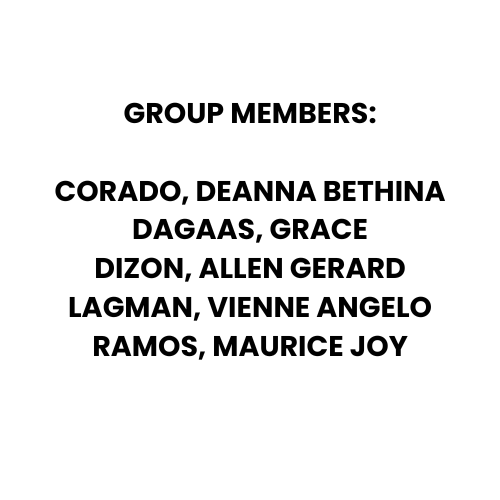 GROUP MEMBERS:
CORADO, DEANNA BETHINA
DAGAAS, GRACE
DIZON, ALLEN GERARD
LAGMAN, VIENNE ANGELO
RAMOS, MAURICE JOY